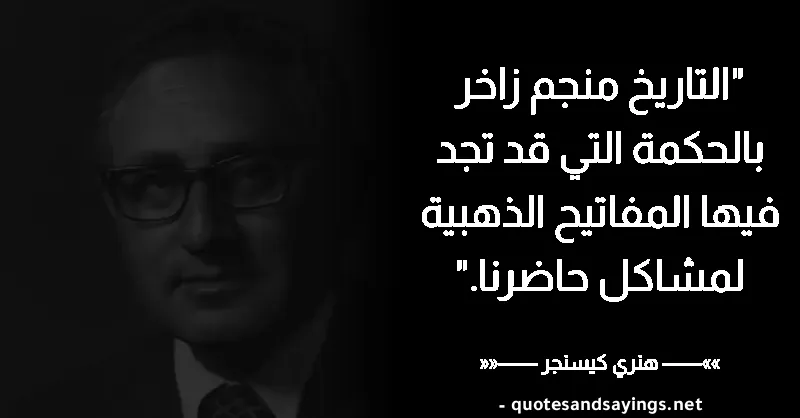 "التاريخ منجم زاخر
بالحكمة التي قد تجد
فيها المفاتيح الذهبية
لمشاكل حاضرنا."
»»—— هنري كيسنجر ——««
- quotesandsayings.net